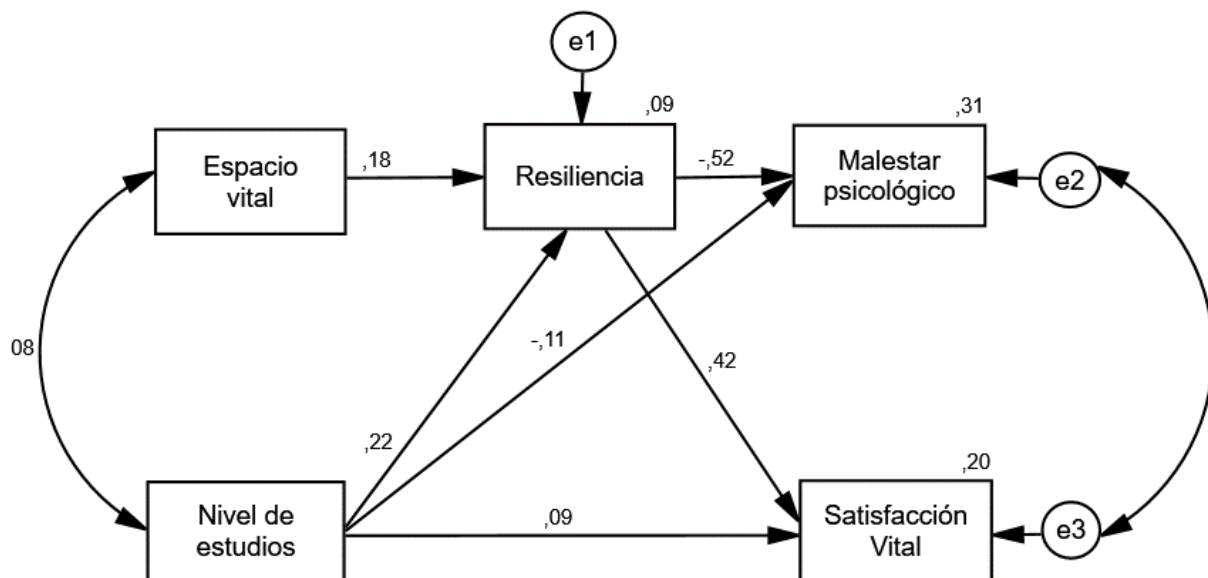 e1
,09
,31
Espacio
vital
,18
Resiliencia
-,52
Malestar
psicológico
e2
08
-,11
,42
,22
,20
Nivel de
estudios
,09
Satisfacción
Vital
e3